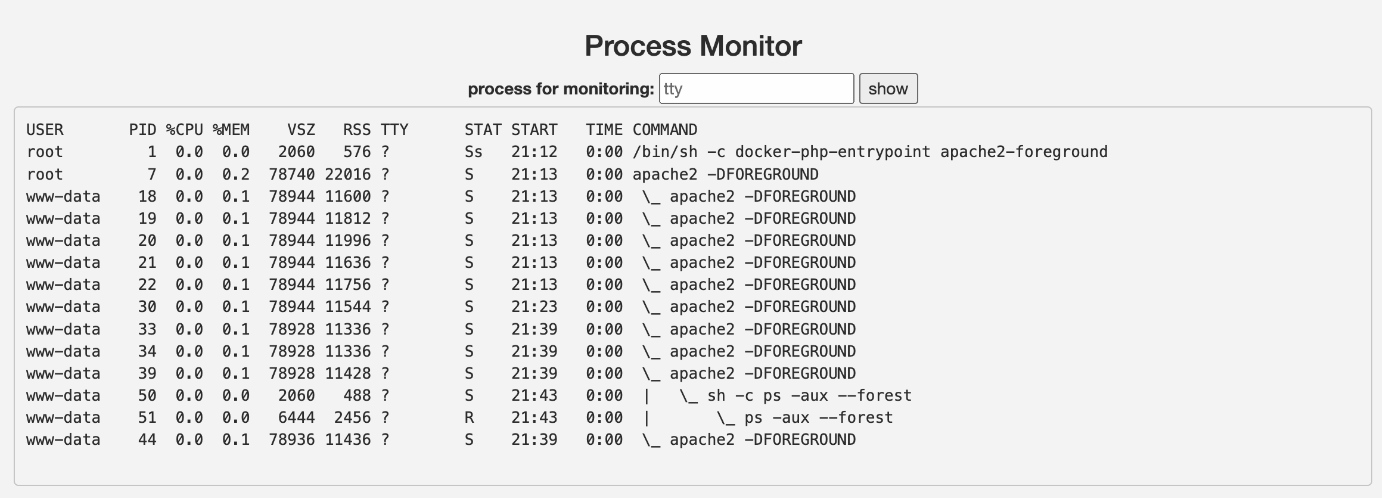 Process Monitor
process for monitoring: tty show
USER       PID %CPU %MEM    VSZ   RSS TTY      STAT START   TIME COMMAND
root         1  0.0  0.0   2060   576 ?        Ss   21:12   0:00 /bin/sh -c docker-php-entrypoint apache2-foreground
root         7  0.0  0.2  78740 22016 ?        S    21:13   0:00 apache2 -DFOREGROUND
www-data    18  0.0  0.1  78944 11600 ?        S    21:13   0:00  \_ apache2 -DFOREGROUND
www-data    19  0.0  0.1  78944 11812 ?        S    21:13   0:00  \_ apache2 -DFOREGROUND
www-data    20  0.0  0.1  78944 11996 ?        S    21:13   0:00  \_ apache2 -DFOREGROUND
www-data    21  0.0  0.1  78944 11636 ?        S    21:13   0:00  \_ apache2 -DFOREGROUND
www-data    22  0.0  0.1  78944 11756 ?        S    21:13   0:00  \_ apache2 -DFOREGROUND
www-data    30  0.0  0.1  78944 11544 ?        S    21:23   0:00  \_ apache2 -DFOREGROUND
www-data    33  0.0  0.1  78928 11336 ?        S    21:39   0:00  \_ apache2 -DFOREGROUND
www-data    34  0.0  0.1  78928 11336 ?        S    21:39   0:00  \_ apache2 -DFOREGROUND
www-data    39  0.0  0.1  78928 11428 ?        S    21:39   0:00  \_ apache2 -DFOREGROUND
www-data    50  0.0  0.0   2060   488 ?        S    21:43   0:00  |   \_ sh -c ps -aux --forest
www-data    51  0.0  0.0   6444  2456 ?        R    21:43   0:00  |       \_ ps -aux --forest
www-data    44  0.0  0.1  78936 11436 ?        S    21:39   0:00  \_ apache2 -DFOREGROUND